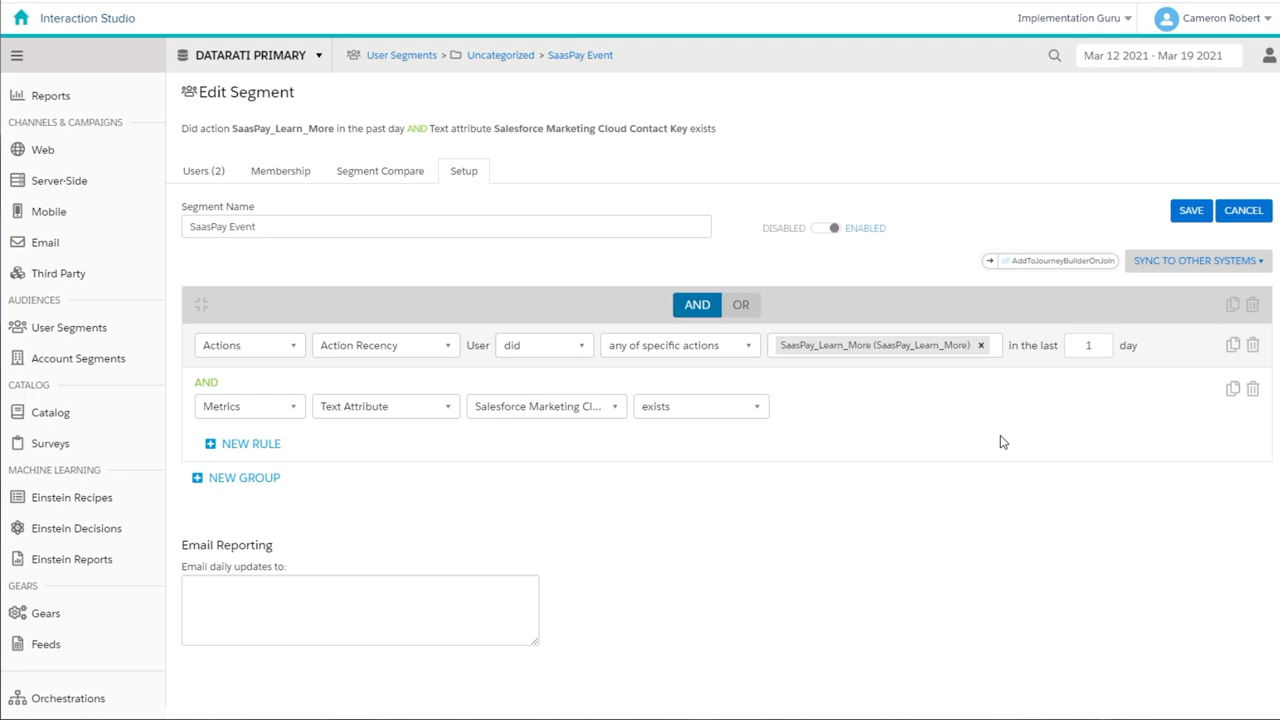 Interaction Studio
Implementation Guru
Cameron Robert
DATARATI PRIMARY
User Segments > Uncategorized > SaasPay Event
Mar 12 2021 - Mar 19 2021
Reports
CHANNELS & CAMPAIGNS
Web
Server-Side
Mobile
Email
Third Party
AUDIENCES
User Segments
Account Segments
CATALOG
Catalog
Surveys
MACHINE LEARNING
Einstein Recipes
Einstein Decisions
Einstein Reports
GEARS
Gears
Feeds
Orchestrations
Edit Segment
Did action SaasPay_Learn_More in the past day AND Text attribute Salesforce Marketing Cloud Contact Key exists
Users (2) Membership Segment Compare Setup
Segment Name
SaasPay Event
DISABLED ENABLED
SAVE CANCEL
AddToJourneyBuilderOnJoin
SYNC TO OTHER SYSTEMS
AND OR
Actions Action Recency User did any of specific actions SaasPay_Learn_More (SaasPay_Learn_More) x in the last 1 day
AND
Metrics Text Attribute Salesforce Marketing Cl... exists
NEW RULE
NEW GROUP
Email Reporting
Email daily updates to: